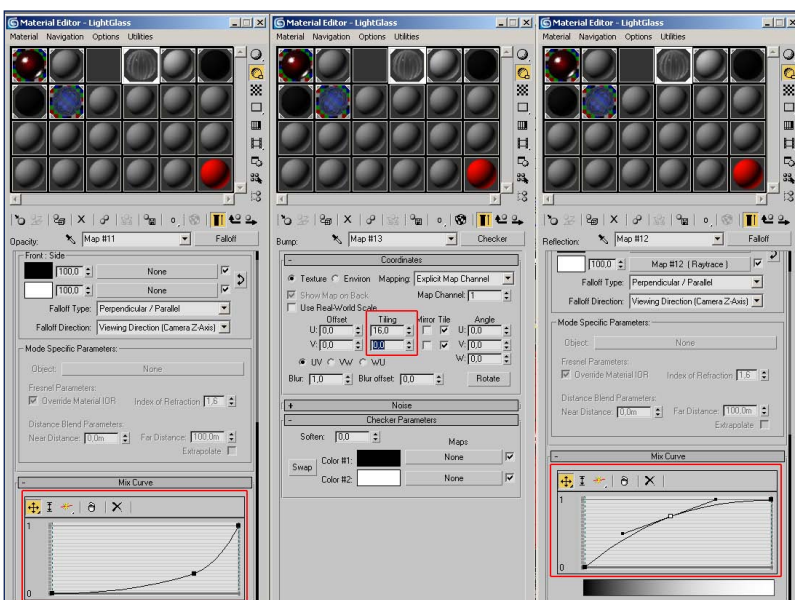 Material Editor - LightGlass
Material Navigation Options Utilities
Opacity: Map #11 Falloff
Front : Side
100,0 None
100,0 None
Falloff Type: Perpendicular / Parallel
Falloff Direction: Viewing Direction (Camera Z-Axis)
Mode Specific Parameters:
Object: None
Fresnel Parameters:
Override Material IOR Index of Refraction 1,6
Distance Blend Parameters:
Near Distance: 0,0m Far Distance: 100,0m
Extrapolate
- Mix Curve
1
0
Material Editor - LightGlass
Material Navigation Options Utilities
Bump: Map #13 Checker
- Coordinates
Texture Environ Mapping: Explicit Map Channel
Show Map on Back Map Channel: 1
Use Real-World Scale
Offset Tiling Mirror Tile Angle
U: 0,0 16,0 U: 0,0
V: 0,0 0,0 V: 0,0
UV VW WU W: 0,0
Blur: 1,0 Blur offset: 0,0 Rotate
+ Noise
- Checker Parameters
Soften: 0,0 Maps
Swap Color #1: None
Color #2: None
Material Editor - LightGlass
Material Navigation Options Utilities
Reflection: Map #12 Falloff
100,0 Map #12 ( Raytrace )
Falloff Type: Perpendicular / Parallel
Falloff Direction: Viewing Direction (Camera Z-Axis)
Mode Specific Parameters:
Object: None
Fresnel Parameters:
Override Material IOR Index of Refraction 1,6
Distance Blend Parameters:
Near Distance: 0,0m Far Distance: 100,0m
Extrapolate
- Mix Curve
1
0